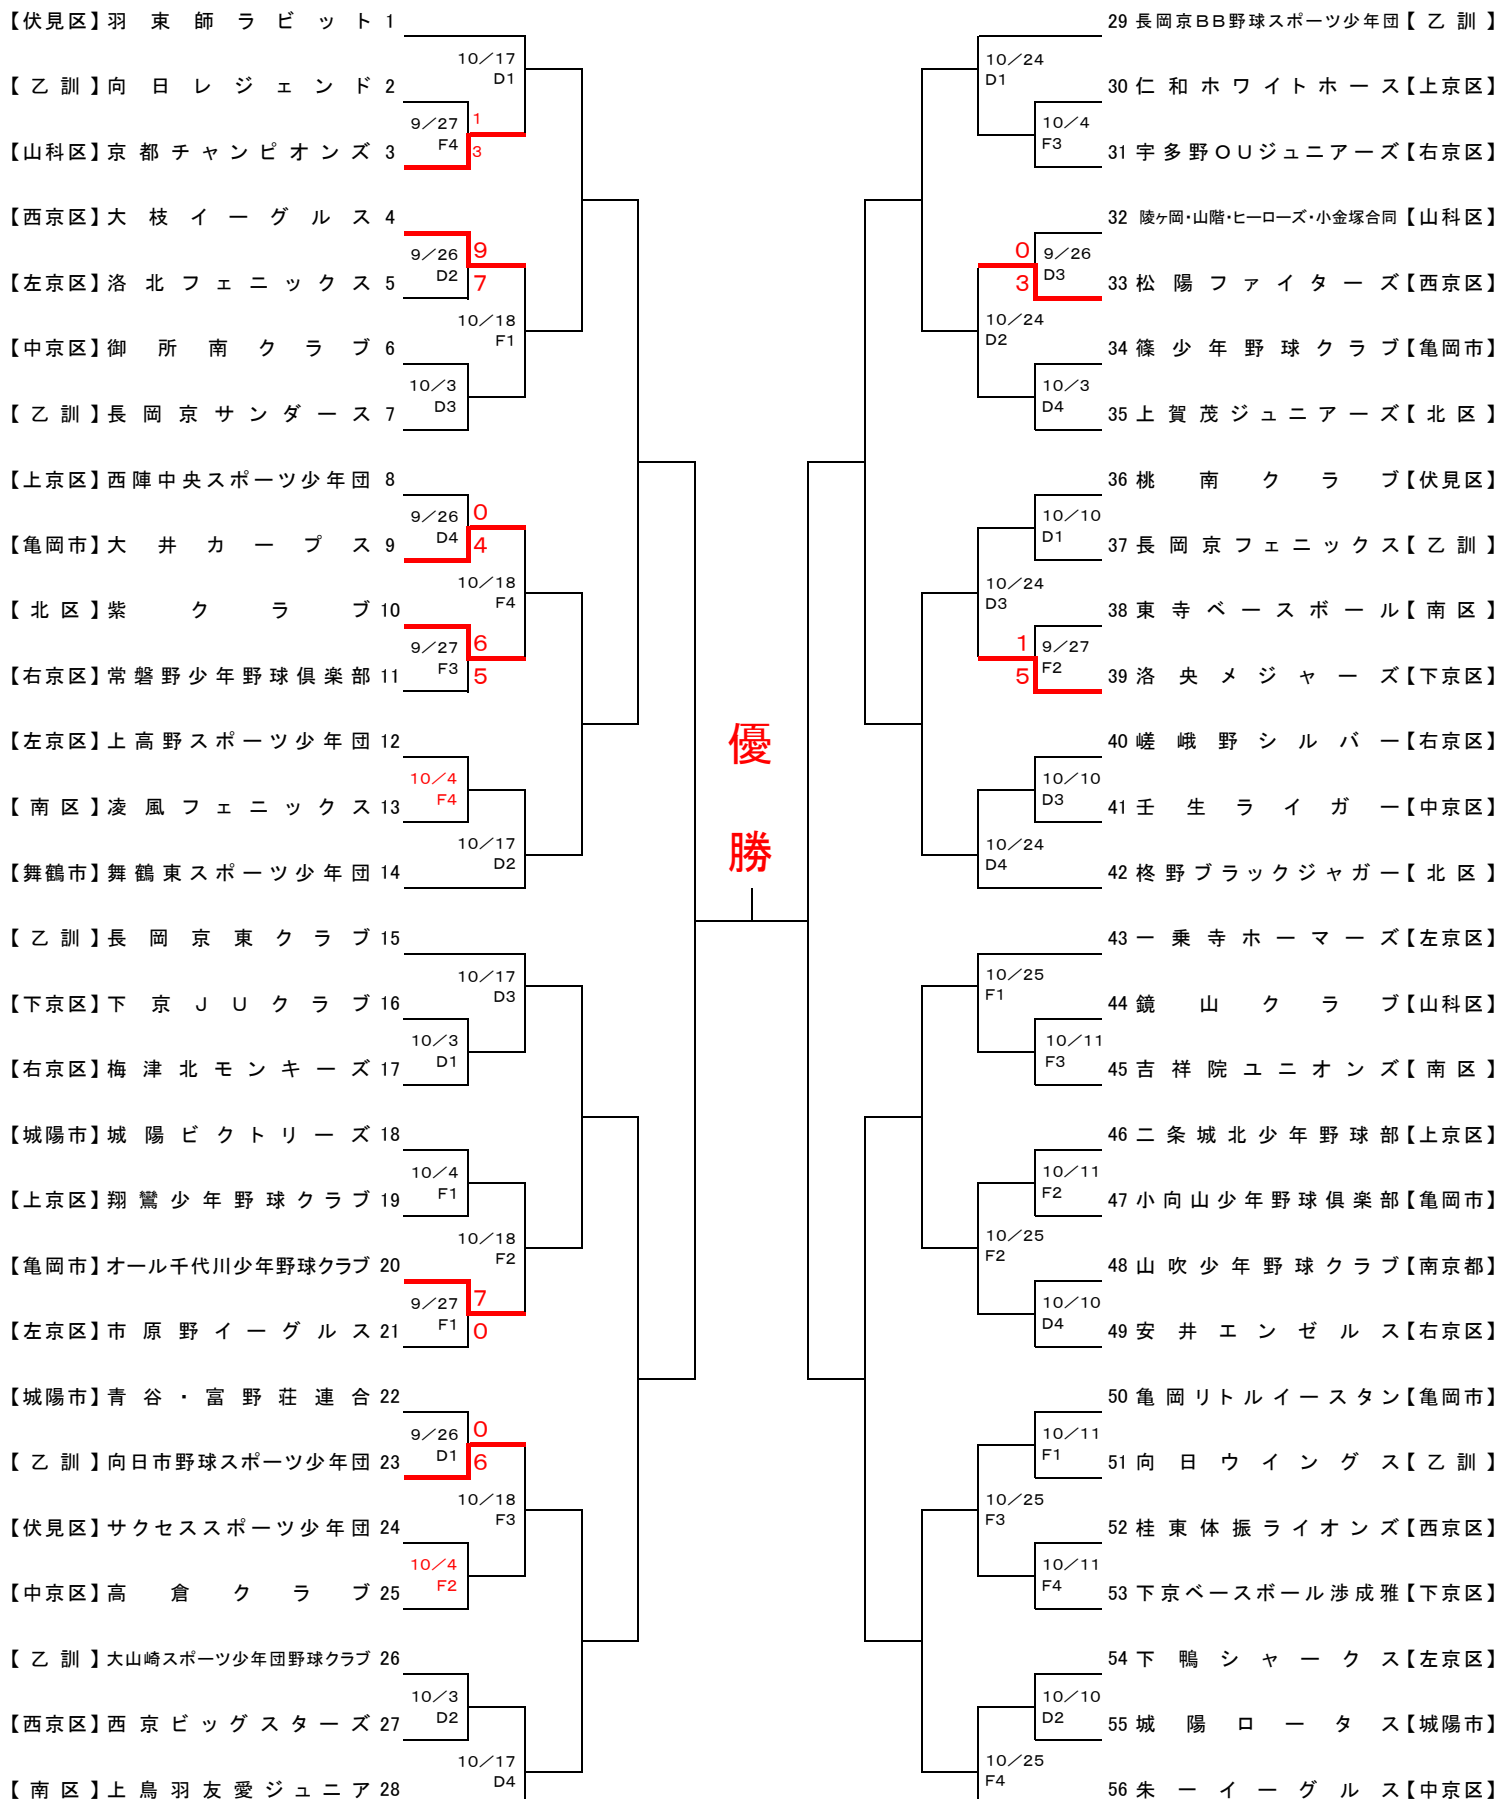 【伏見区】羽束師ラビット 1
10／17
D1
【乙訓】向日レジェンド 2
9／27
F4
1
3
【山科区】京都チャンピオンズ 3
【西京区】大枝イーグルス 4
9／26
D2
9
7
【左京区】洛北フェニックス 5
10／18
F1
【中京区】御所南クラブ 6
10／3
D3
【乙訓】長岡京サンダース 7
【上京区】西陣中央スポーツ少年団 8
9／26
D4
0
4
【亀岡市】大井カープス 9
10／18
F4
【北区】紫クラブ 10
9／27
F3
6
5
【右京区】常磐野少年野球倶楽部 11
【左京区】上高野スポーツ少年団 12
10／4
F4
【南区】凌風フェニックス 13
10／17
D2
【舞鶴市】舞鶴東スポーツ少年団 14
【乙訓】長岡京東クラブ 15
10／17
D3
【下京区】下京JUクラブ 16
10／3
D1
【右京区】梅津北モンキーズ 17
【城陽市】城陽ビクトリーズ 18
10／4
F1
【上京区】翔鸞少年野球クラブ 19
10／18
F2
【亀岡市】オール千代川少年野球クラブ 20
9／27
F1
7
0
【左京区】市原野イーグルス 21
【城陽市】青谷・富野荘連合 22
9／26
D1
0
6
【乙訓】向日市野球スポーツ少年団 23
10／18
F3
【伏見区】サクセススポーツ少年団 24
10／4
F2
【中京区】高倉クラブ 25
【乙訓】大山崎スポーツ少年団野球クラブ 26
10／3
D2
【西京区】西京ビッグスターズ 27
10／17
D4
【南区】上鳥羽友愛ジュニア 28
優
勝
29 長岡京BB野球スポーツ少年団【乙訓】
10／24
D1
30 仁和ホワイトホース【上京区】
10／4
F3
31 宇多野OUジュニアーズ【右京区】
32 陵ヶ岡・山階・ヒーローズ・小金塚合同【山科区】
0
3
9／26
D3
33 松陽ファイターズ【西京区】
10／24
D2
34 篠少年野球クラブ【亀岡市】
10／3
D4
35 上賀茂ジュニアーズ【北区】
36 桃南クラブ【伏見区】
10／10
D1
37 長岡京フェニックス【乙訓】
10／24
D3
38 東寺ベースボール【南区】
1
5
9／27
F2
39 洛央メジャーズ【下京区】
40 嵯峨野シルバー【右京区】
10／10
D3
41 壬生ライガー【中京区】
10／24
D4
42 柊野ブラックジャガー【北区】
43 一乗寺ホーマーズ【左京区】
10／25
F1
44 鏡山クラブ【山科区】
10／11
F3
45 吉祥院ユニオンズ【南区】
46 二条城北少年野球部【上京区】
10／11
F2
47 小向山少年野球倶楽部【亀岡市】
10／25
F2
48 山吹少年野球クラブ【南京都】
10／10
D4
49 安井エンゼルス【右京区】
50 亀岡リトルイースタン【亀岡市】
10／11
F1
51 向日ウイングス【乙訓】
10／25
F3
52 桂東体振ライオンズ【西京区】
10／11
F4
53 下京ベースボール渉成雅【下京区】
54 下鴨シャークス【左京区】
10／10
D2
55 城陽ロータス【城陽市】
10／25
F4
56 朱一イーグルス【中京区】